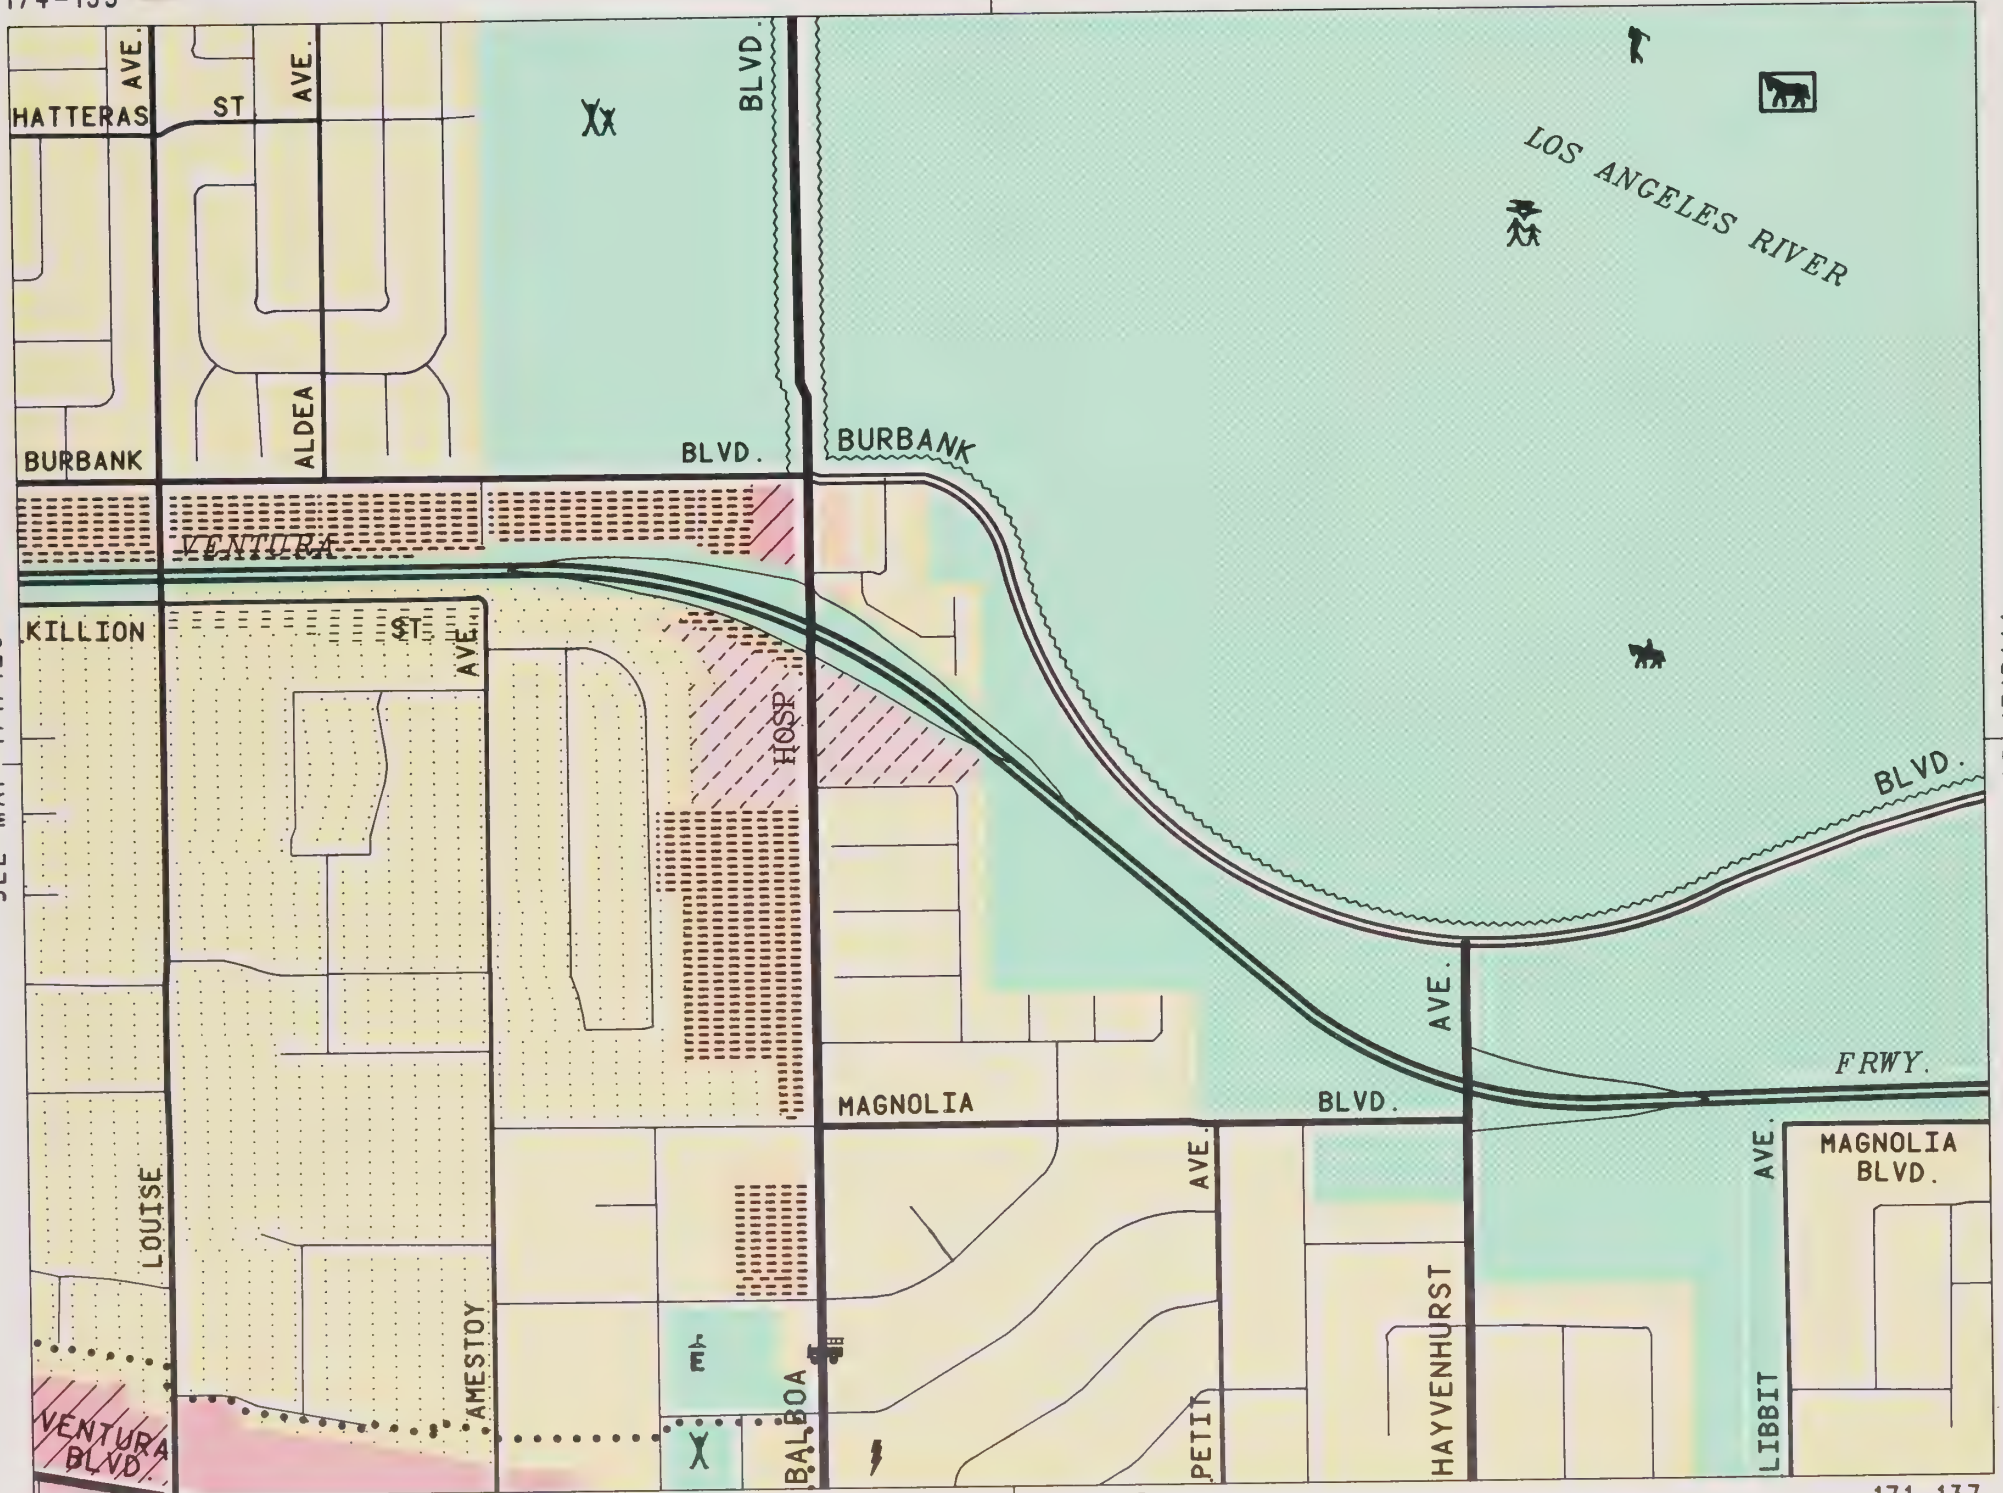 AVE.
AVE.
BLVD.
HATTERAS
ST
LOS ANGELES RIVER
ALDEA
BURBANK
BLVD.
BURBANK
VENTURA
KILLION
ST.
AVE.
HOSP
BLVD.
AVE.
FRWY.
MAGNOLIA
BLVD.
AVE.
AVE.
MAGNOLIA
BLVD.
LOUISE
AMESTOY
E
BALBOA
PETIT
HAYVENHURST
LIBBIT
VENTURA
BLVD.